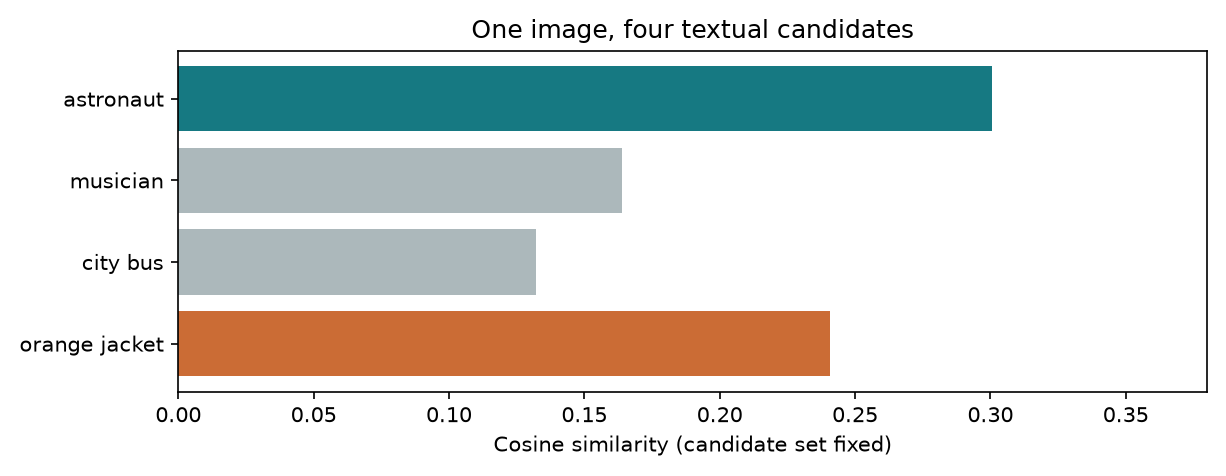 One image, four textual candidates
astronaut
musician
city bus
orange jacket
0.00 0.05 0.10 0.15 0.20 0.25 0.30 0.35
Cosine similarity (candidate set fixed)